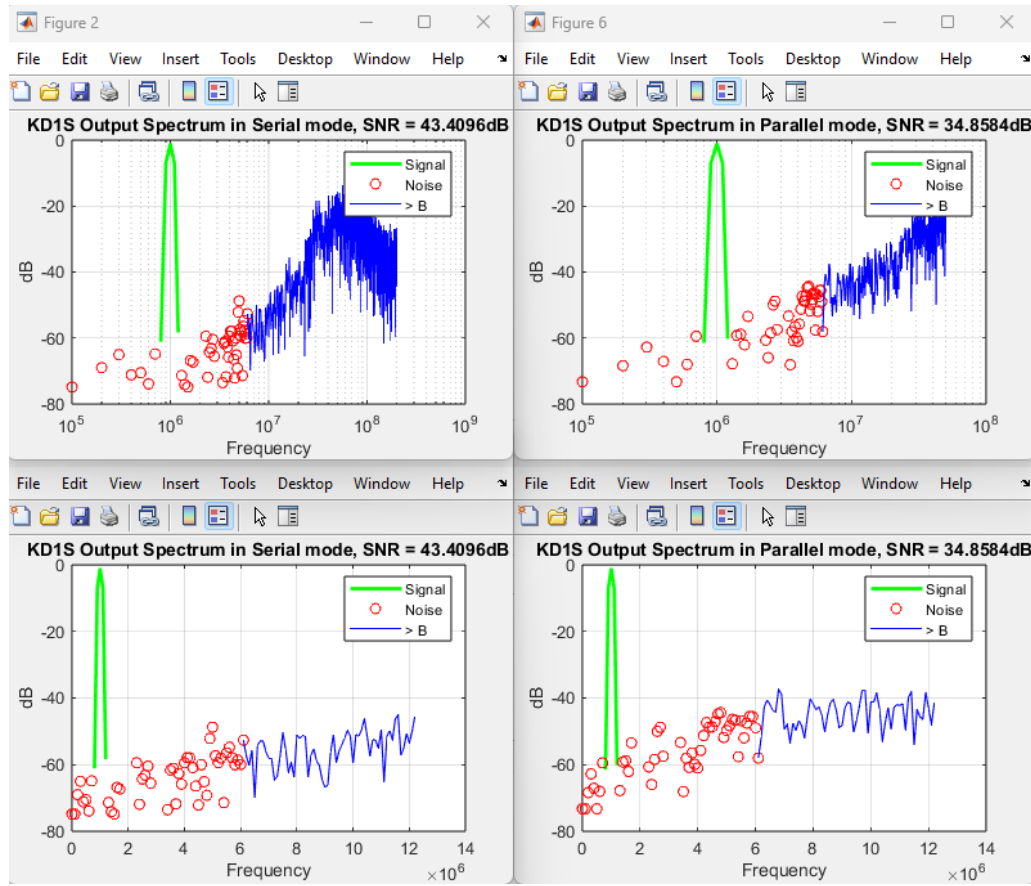 Figure 2
File Edit View Insert Tools Desktop Window Help
KD1S Output Spectrum in Serial mode, SNR = 43.4096dB
Signal
Noise
> B
dB
0
-20
-40
-60
-80
10^5 10^6 10^7 10^8 10^9
Frequency
Figure 6
File Edit View Insert Tools Desktop Window Help
KD1S Output Spectrum in Parallel mode, SNR = 34.8584dB
Signal
Noise
> B
dB
0
-20
-40
-60
-80
10^5 10^6 10^7 10^8
Frequency
File Edit View Insert Tools Desktop Window Help
KD1S Output Spectrum in Serial mode, SNR = 43.4096dB
Signal
Noise
> B
dB
0
-20
-40
-60
-80
0 2 4 6 8 10 12 14
Frequency
×10^6
File Edit View Insert Tools Desktop Window Help
KD1S Output Spectrum in Parallel mode, SNR = 34.8584dB
Signal
Noise
> B
dB
0
-20
-40
-60
-80
0 2 4 6 8 10 12 14
Frequency
×10^6